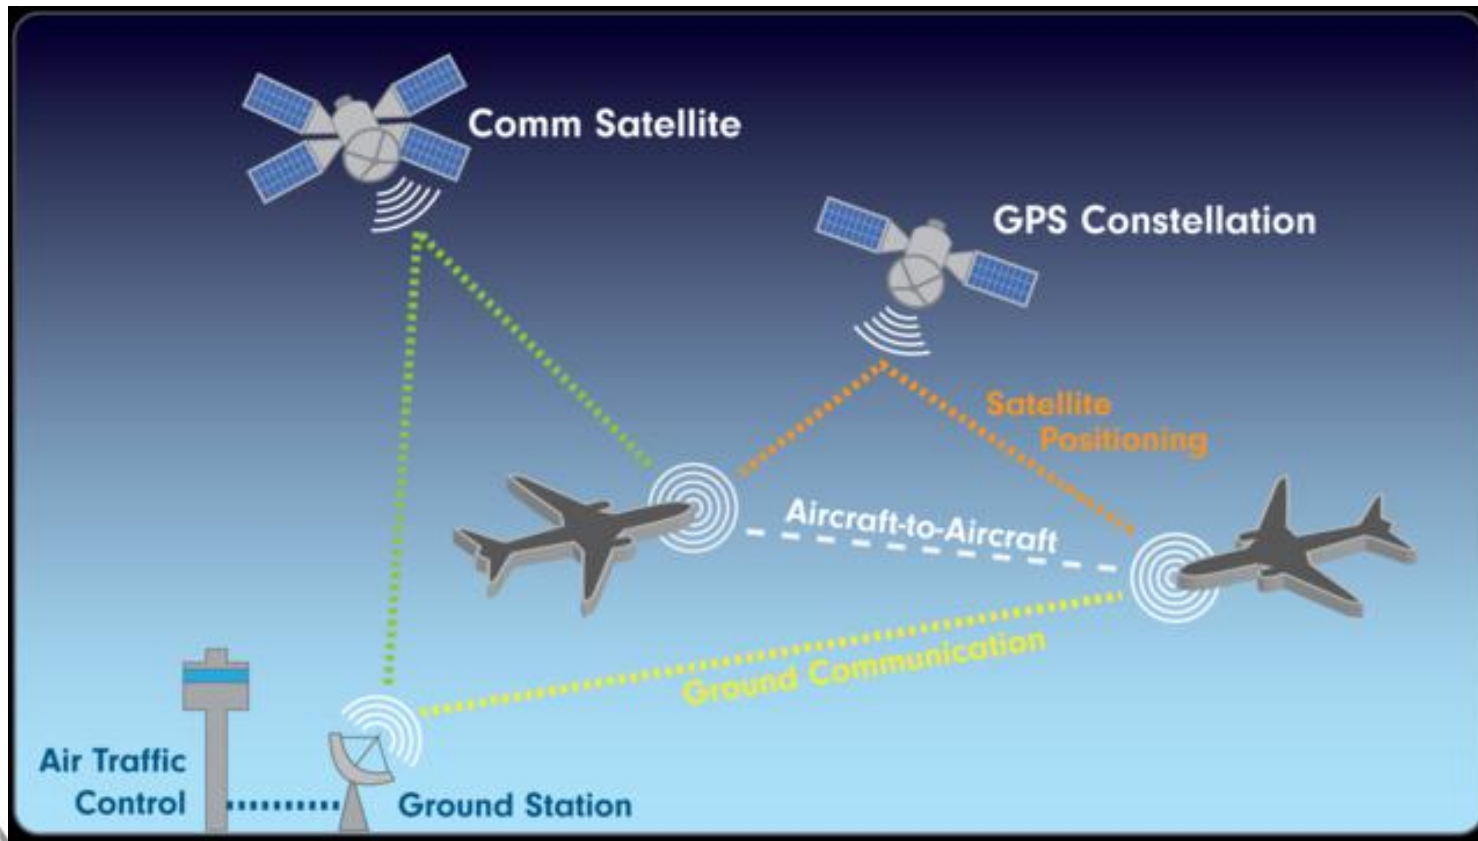 Comm Satellite
GPS Constellation
Satellite
Positioning
Aircraft-to-Aircraft
Ground Communication
Air Traffic
Control
Ground Station